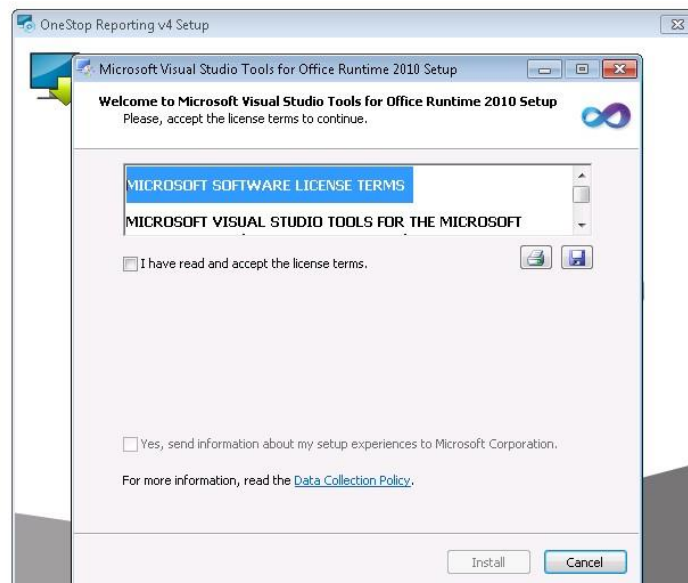 OneStop Reporting v4 Setup
Microsoft Visual Studio Tools for Office Runtime 2010 Setup
Welcome to Microsoft Visual Studio Tools for Office Runtime 2010 Setup
Please, accept the license terms to continue.
MICROSOFT SOFTWARE LICENSE TERMS
MICROSOFT VISUAL STUDIO TOOLS FOR THE MICROSOFT
I have read and accept the license terms.
Yes, send information about my setup experiences to Microsoft Corporation.
For more information, read the Data Collection Policy.
Install Cancel